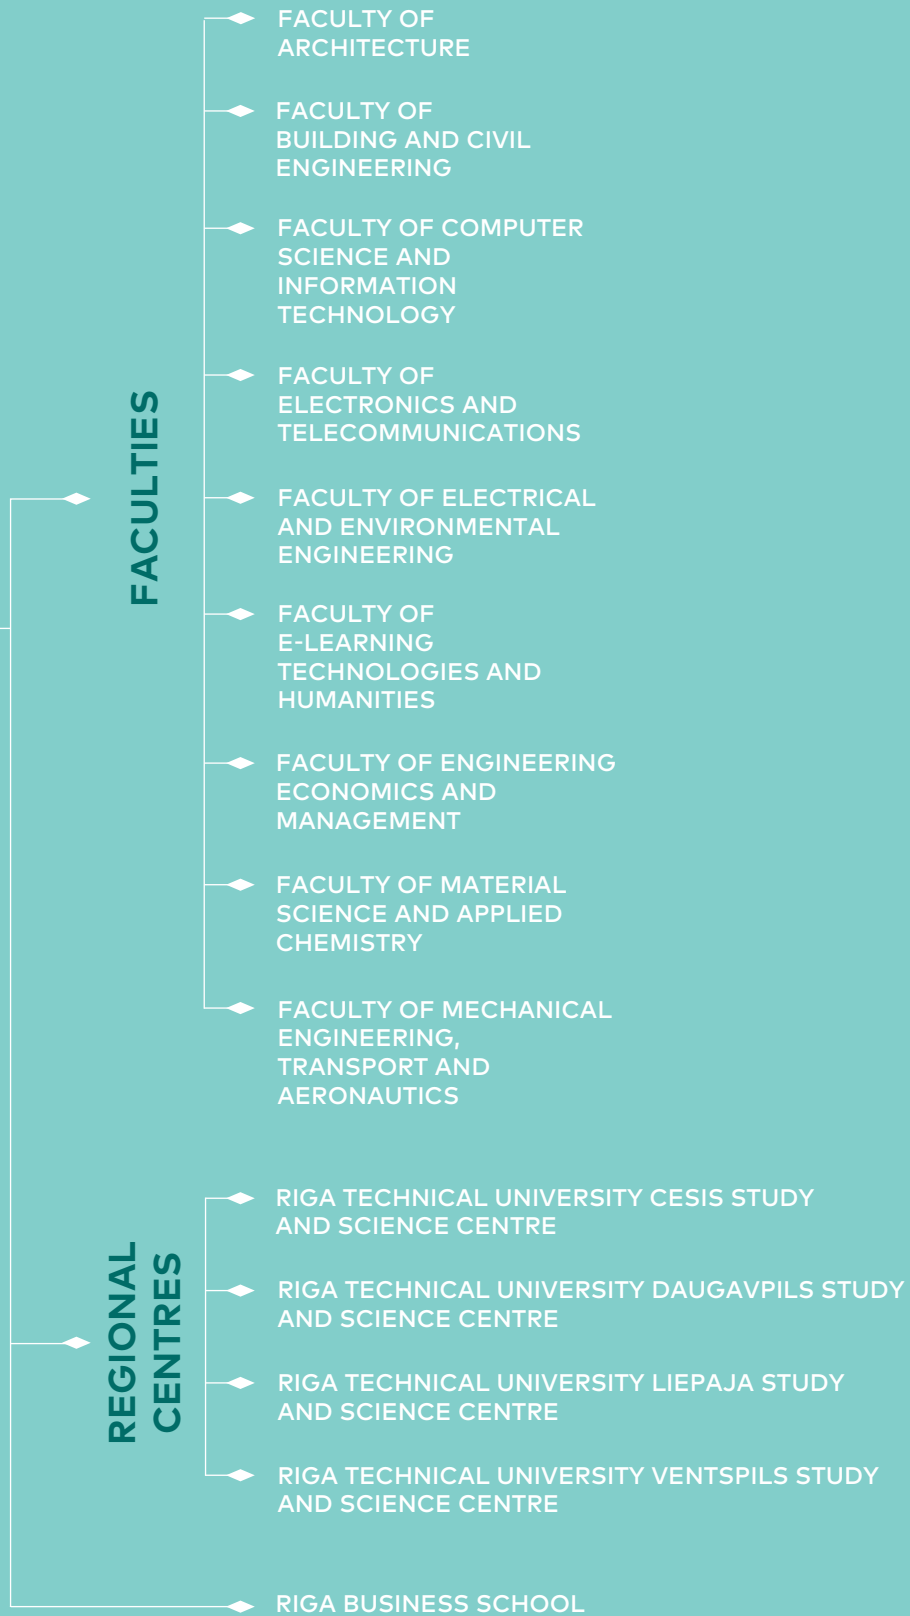 FACULTIES
FACULTY OF
ARCHITECTURE
FACULTY OF
BUILDING AND CIVIL
ENGINEERING
FACULTY OF COMPUTER
SCIENCE AND
INFORMATION
TECHNOLOGY
FACULTY OF
ELECTRONICS AND
TELECOMMUNICATIONS
FACULTY OF ELECTRICAL
AND ENVIRONMENTAL
ENGINEERING
FACULTY OF
E-LEARNING
TECHNOLOGIES AND
HUMANITIES
FACULTY OF ENGINEERING
ECONOMICS AND
MANAGEMENT
FACULTY OF MATERIAL
SCIENCE AND APPLIED
CHEMISTRY
FACULTY OF MECHANICAL
ENGINEERING,
TRANSPORT AND
AERONAUTICS
REGIONAL
CENTRES
RIGA TECHNICAL UNIVERSITY CESIS STUDY
AND SCIENCE CENTRE
RIGA TECHNICAL UNIVERSITY DAUGAVPILS STUDY
AND SCIENCE CENTRE
RIGA TECHNICAL UNIVERSITY LIEPAJA STUDY
AND SCIENCE CENTRE
RIGA TECHNICAL UNIVERSITY VENTSPILS STUDY
AND SCIENCE CENTRE
RIGA BUSINESS SCHOOL